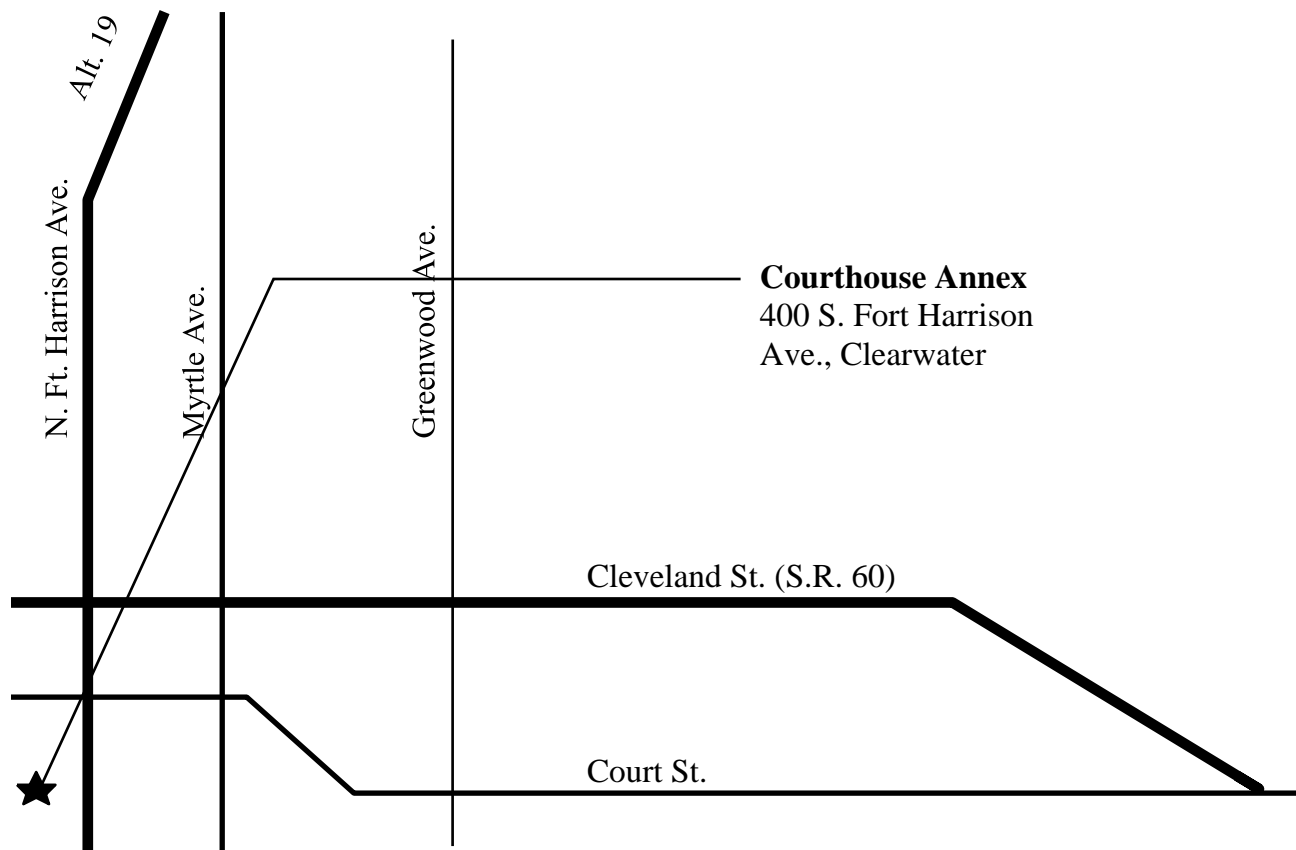 Alt. 19
N. Ft. Harrison Ave.
Myrtle Ave.
Greenwood Ave.
Courthouse Annex
400 S. Fort Harrison
Ave., Clearwater
Cleveland St. (S.R. 60)
Court St.